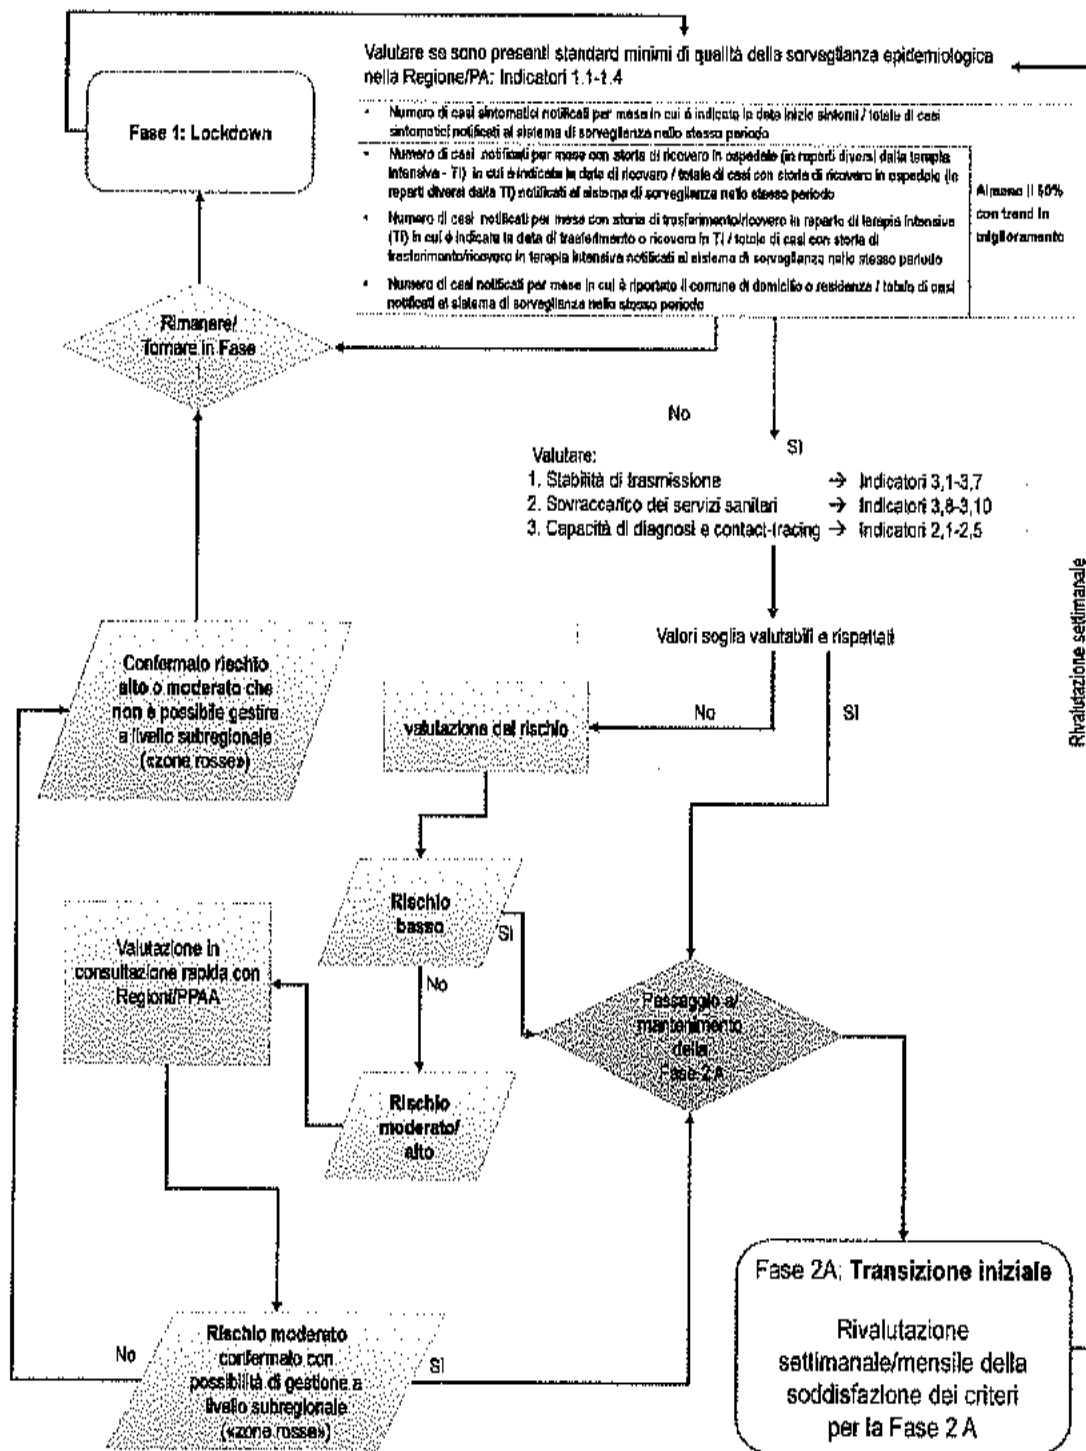 Valutare se sono presenti standard minimi di qualità della sorveglianza epidemiologica
nella Regione/PA: Indicatori 1.1-1.4
Fase 1: Lockdown
• Numero di casi sintomatici notificati per mese in cui è indicata la data inizio sintomi / totale di casi
sintomatici notificati al sistema di sorveglianza nello stesso periodo
• Numero di casi notificati per mese con storia di ricovero in ospedale (in reparti diversi dalla terapia
intensiva - TI) in cui è indicata la data di ricovero / totale di casi con storia di ricovero in ospedale (in
reparti diversi dalla TI) notificati al sistema di sorveglianza nello stesso periodo
• Numero di casi notificati per mese con storia di trasferimento/ricovero in reparto di terapia intensiva
(TI) in cui è indicata la data di trasferimento o ricovero in TI / totale di casi con storia di
trasferimento/ricovero in terapia intensiva notificati al sistema di sorveglianza nello stesso periodo
• Numero di casi notificati per mese in cui è riportato il comune di domicilio o residenza / totale di casi
notificati al sistema di sorveglianza nello stesso periodo
Almeno il 60%
con trend in
miglioramento
Rimanere/
Tornare in Fase
1
No
Sì
Valutare:
1. Stabilità di trasmissione → Indicatori 3,1-3,7
2. Sovraccarico dei servizi sanitari → Indicatori 3,8-3,10
3. Capacità di diagnosi e contact-tracing → Indicatori 2,1-2,5
Rivalutazione settimanale
Valori soglia valutabili e rispettati
Confermato rischio
alto o moderato che
non è possibile gestire
a livello subregionale
(«zone rosse»)
No
Sì
valutazione del rischio
Rischio
basso
Sì
No
Valutazione in
consultazione rapida con
Regioni/PPAA
Passaggio a/
mantenimento
della
Fase 2 A
Rischio
moderato/
alto
Fase 2A: Transizione iniziale
Rivalutazione
settimanale/mensile della
soddisfazione dei criteri
per la Fase 2 A
No
Rischio moderato
confermato con
possibilità di gestione a
livello subregionale
(«zone rosse»)
Sì